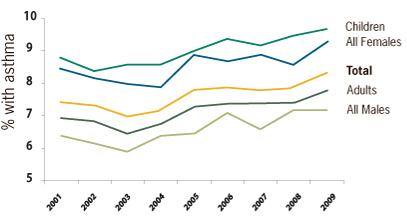 % with asthma
10
9
8
7
6
5
Children
All Females
Total
Adults
All Males
2001 2002 2003 2004 2005 2006 2007 2008 2009